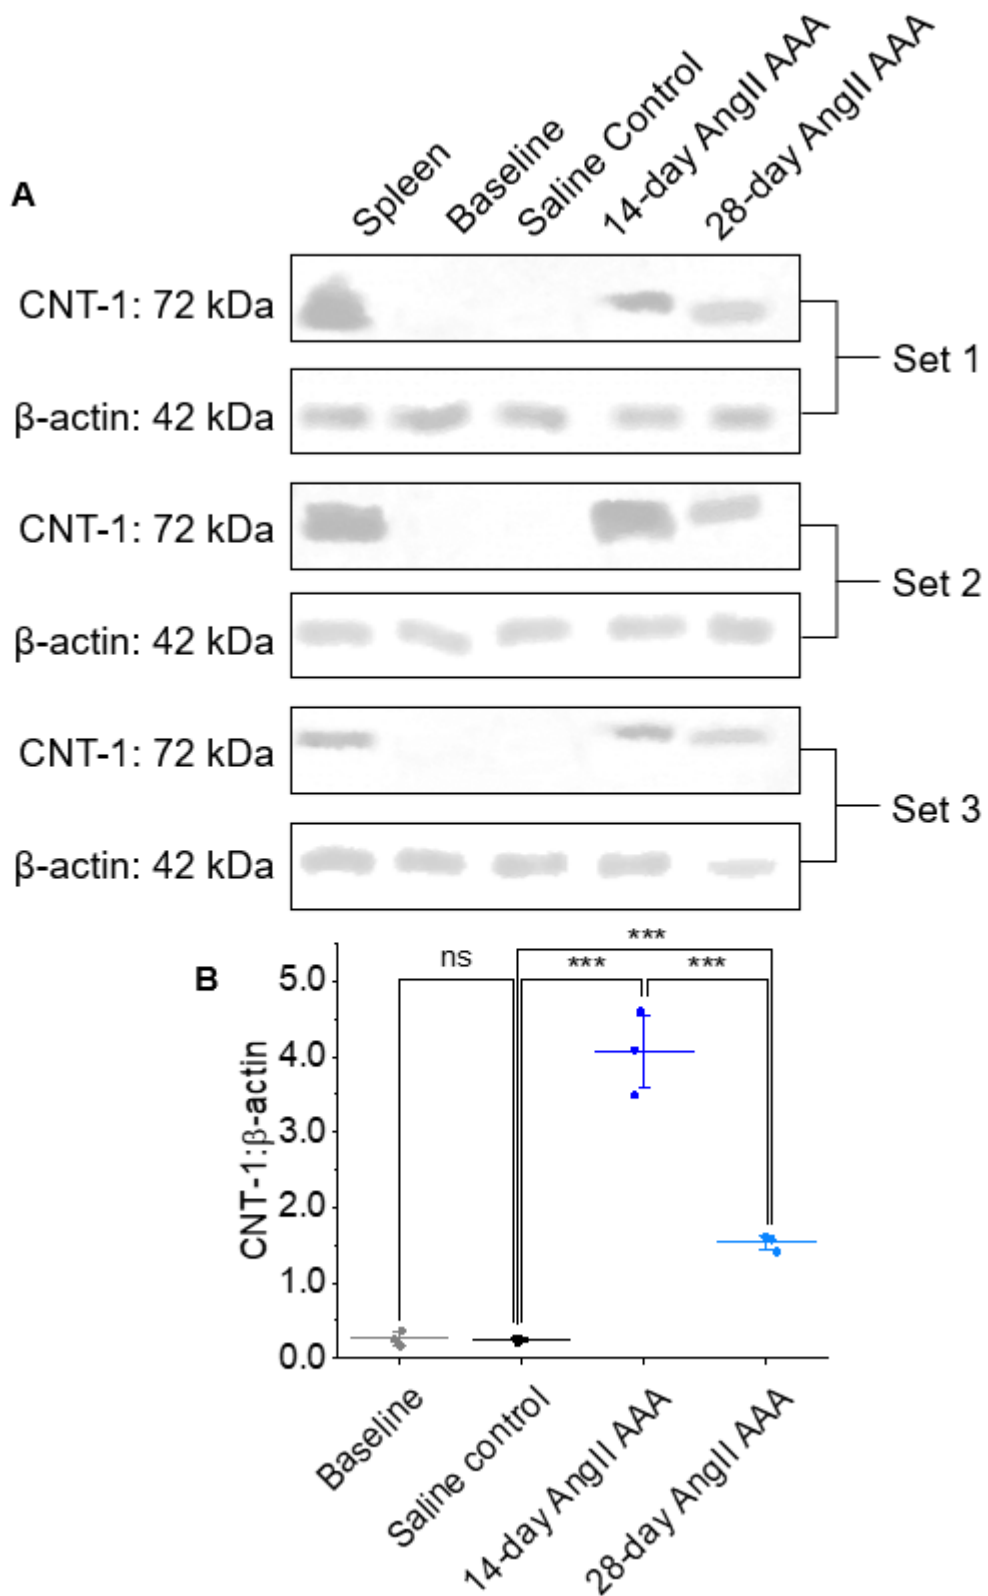 A
Spleen
Baseline
Saline Control
14-day AngII AAA
28-day AngII AAA
CNT-1: 72 kDa
β-actin: 42 kDa
Set 1
CNT-1: 72 kDa
β-actin: 42 kDa
Set 2
CNT-1: 72 kDa
β-actin: 42 kDa
Set 3
B
ns
***
***
***
CNT-1:β-actin
5.0
4.0
3.0
2.0
1.0
0.0
Baseline
Saline control
14-day AngII AAA
28-day AngII AAA